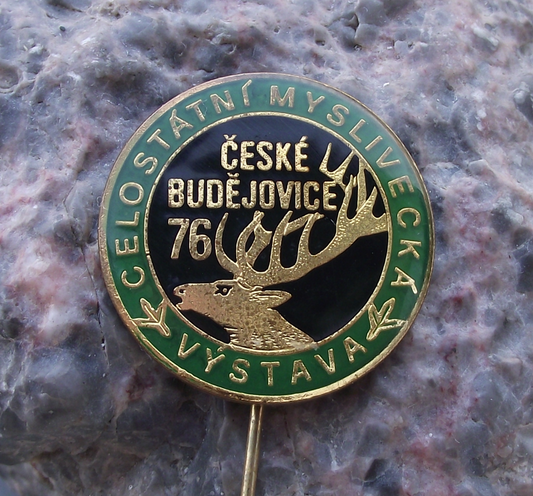 CELOSTÁTNÍ MYSLIVECKÁ
VÝSTAVA
ČESKÉ
BUDĚJOVICE
76